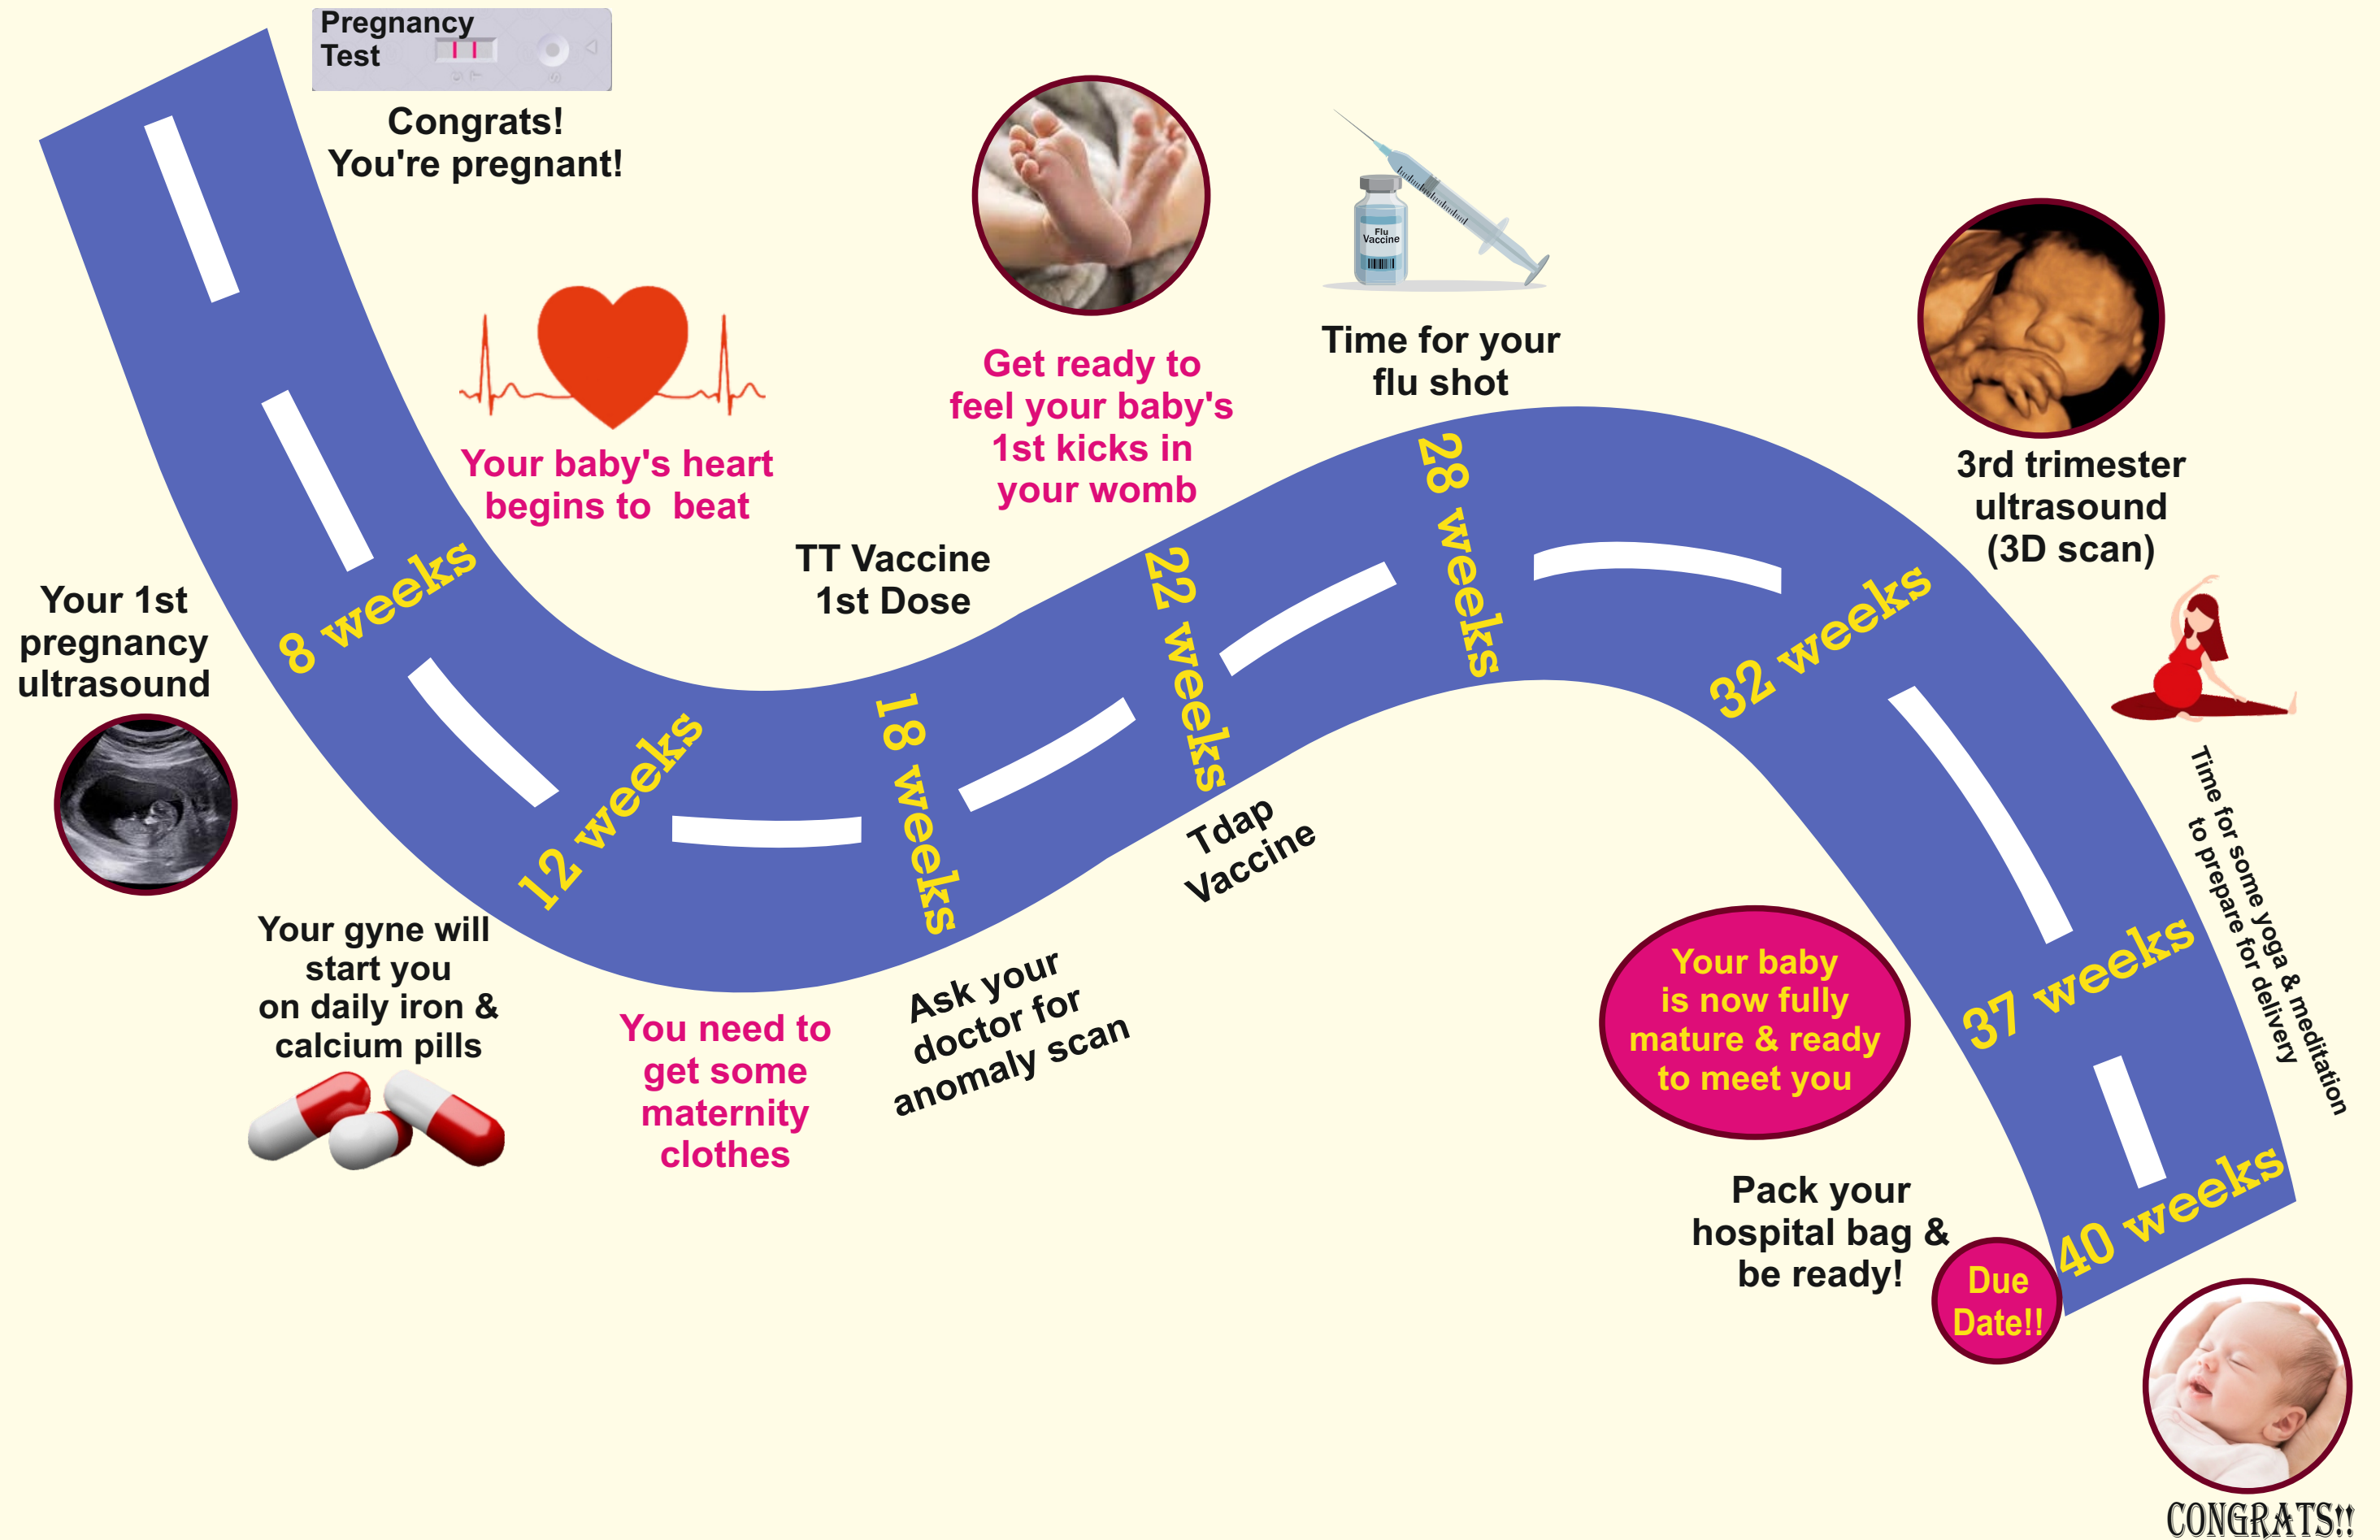 Pregnancy
Test
Congrats!
You're pregnant!
Your baby's heart
begins to beat
8 weeks
Your 1st
pregnancy
ultrasound
12 weeks
Your gyne will
start you
on daily iron &
calcium pills
You need to
get some
maternity
clothes
TT Vaccine
1st Dose
18 weeks
Ask your
doctor for
anomaly scan
Get ready to
feel your baby's
1st kicks in
your womb
22 weeks
Tdap
Vaccine
Flu
Vaccine
Time for your
flu shot
28 weeks
3rd trimester
ultrasound
(3D scan)
32 weeks
Time for some yoga & meditation
to prepare for delivery
37 weeks
Your baby
is now fully
mature & ready
to meet you
Pack your
hospital bag &
be ready!
40 weeks
Due
Date!!
CONGRATS!!